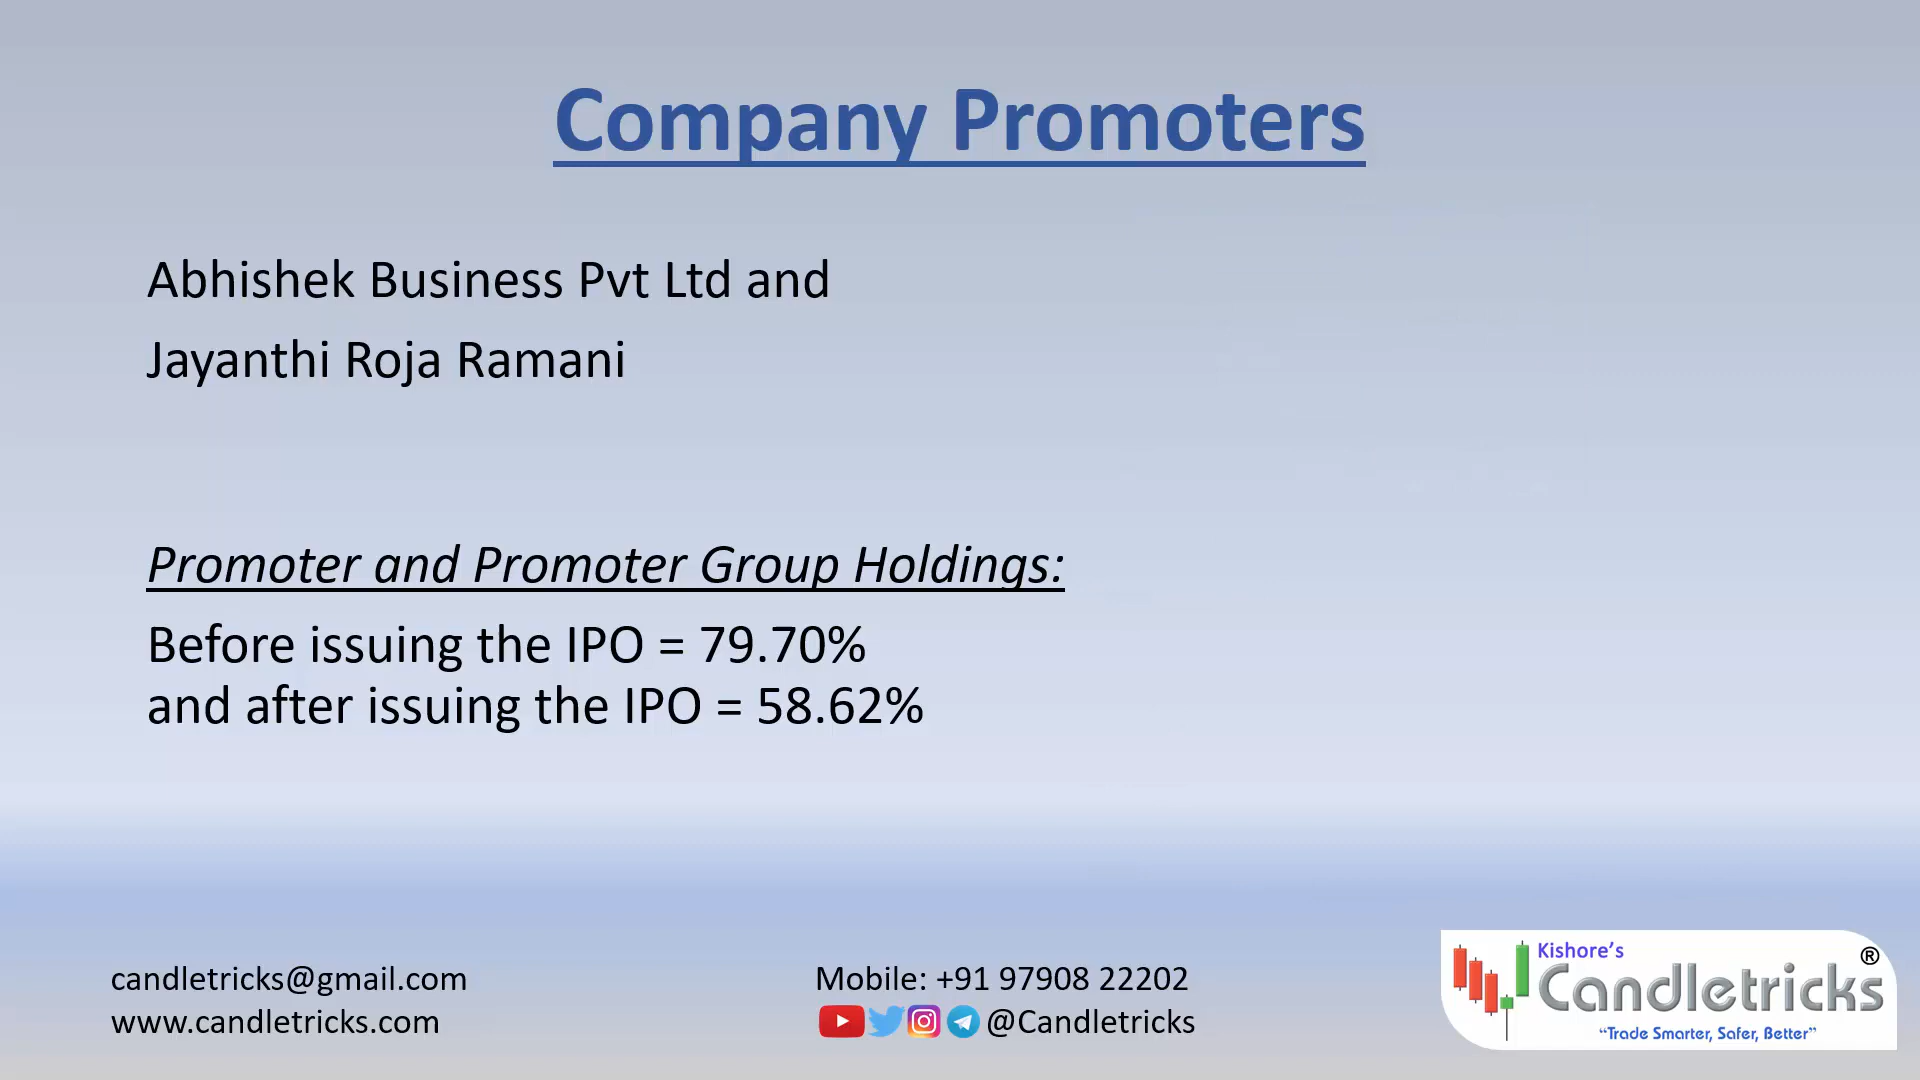 Company Promoters
Abhishek Business Pvt Ltd and
Jayanthi Roja Ramani
Promoter and Promoter Group Holdings:
Before issuing the IPO = 79.70%
and after issuing the IPO = 58.62%
candletricks@gmail.com
www.candletricks.com
Mobile: +91 97908 22202
@Candletricks
Kishore's
Candletricks®
“Trade Smarter, Safer, Better”